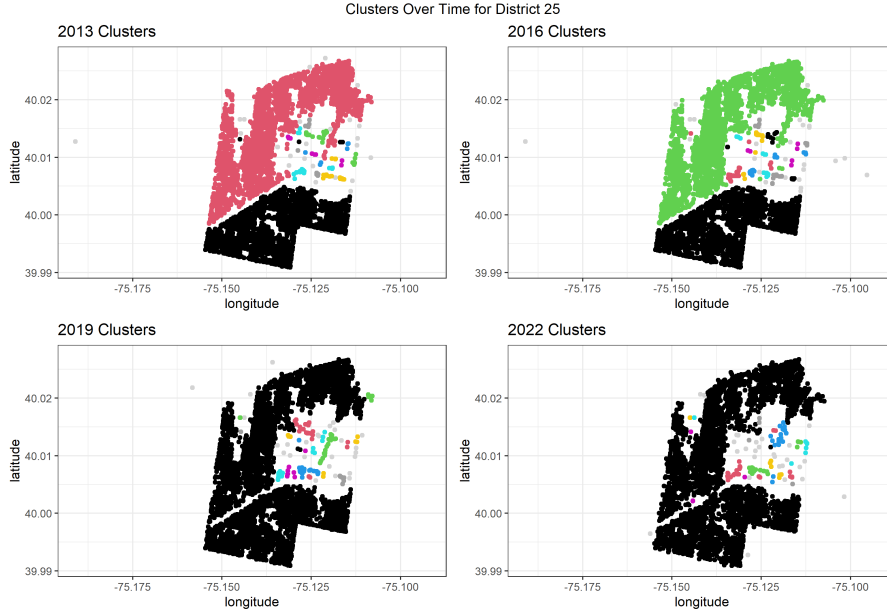 Clusters Over Time for District 25
2013 Clusters
2016 Clusters
40.02
40.01
40.00
39.99
latitude
-75.175
-75.150
-75.125
-75.100
longitude
40.02
40.01
40.00
39.99
latitude
-75.175
-75.150
-75.125
-75.100
longitude
2019 Clusters
2022 Clusters
40.02
40.01
40.00
39.99
latitude
-75.175
-75.150
-75.125
-75.100
longitude
40.02
40.01
40.00
39.99
latitude
-75.175
-75.150
-75.125
-75.100
longitude